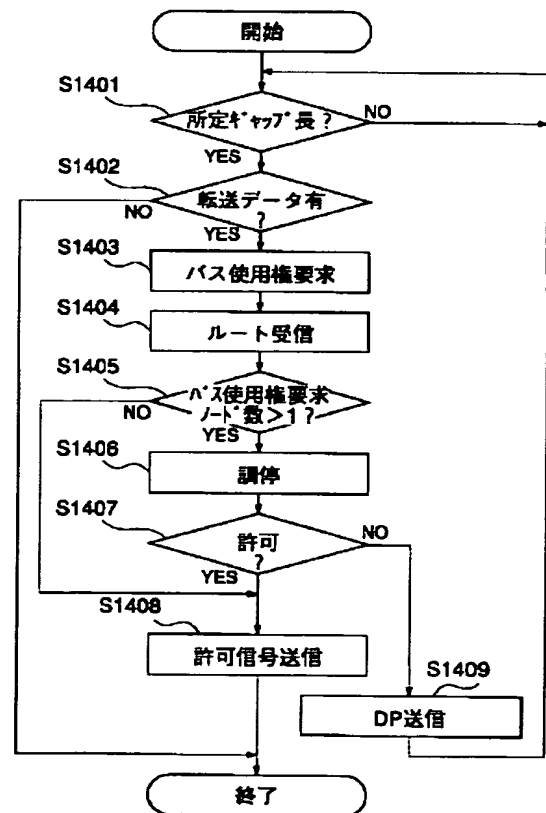 開始
S1401
所定ギャップ長?
NO
YES
S1402
転送データ有
?
NO
YES
S1403
バス使用権要求
S1404
ルート受信
S1405
バス使用権要求
ノード数>1?
NO
YES
S1406
調停
S1407
許可
?
NO
YES
S1408
許可信号送信
S1409
DP送信
終了